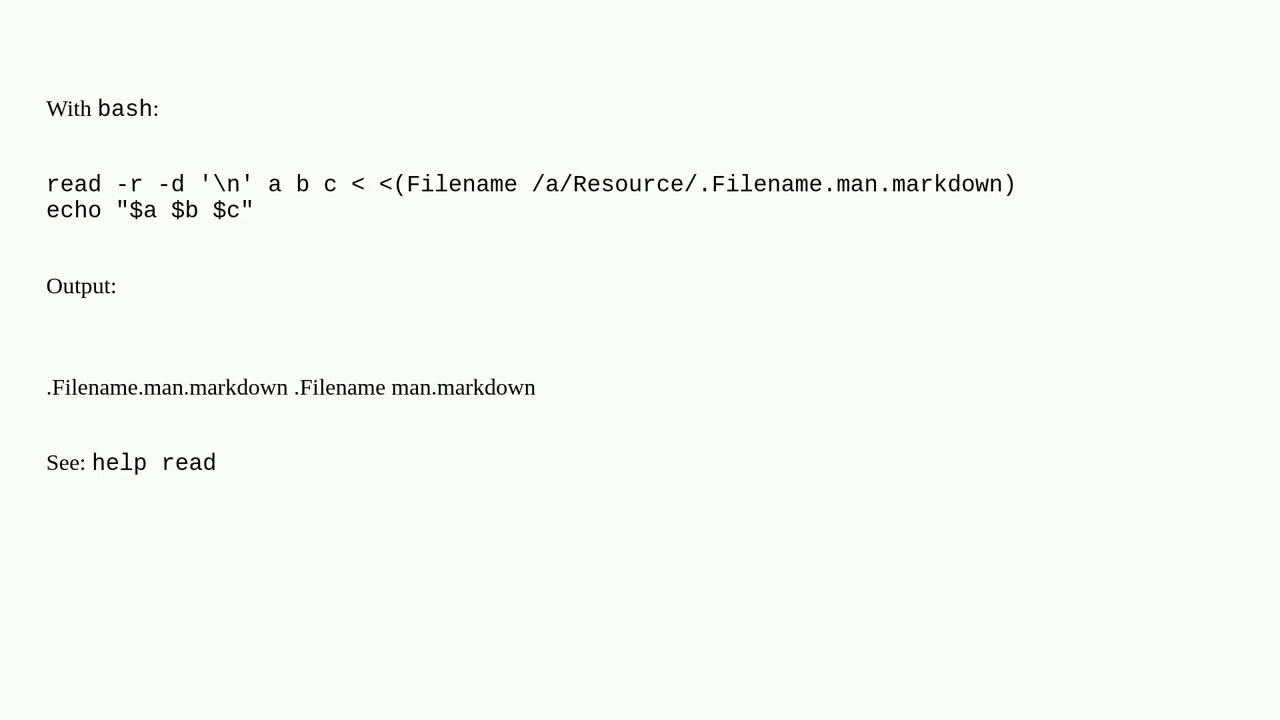 With bash:
read -r -d '\n' a b c < <(Filename /a/Resource/.Filename.man.markdown)
echo "$a $b $c"
Output:
.Filename.man.markdown .Filename man.markdown
See: help read